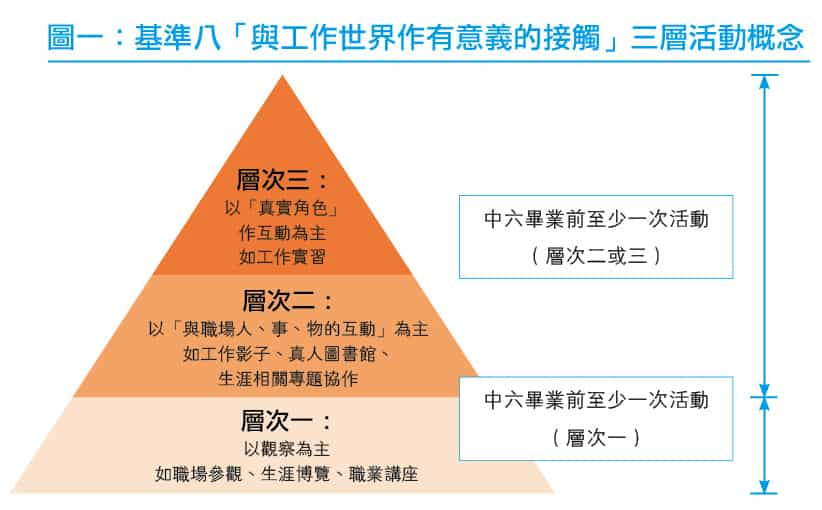 圖一：基準八「與工作世界作有意義的接觸」三層活動概念
層次三：
以「真實角色」
作互動為主
如工作實習
中六畢業前至少一次活動
（層次二或三）
層次二：
以「與職場人、事、物的互動」為主
如工作影子、真人圖書館、
生涯相關專題協作
層次一：
以觀察為主
如職場參觀、生涯博覽、職業講座
中六畢業前至少一次活動
（層次一）